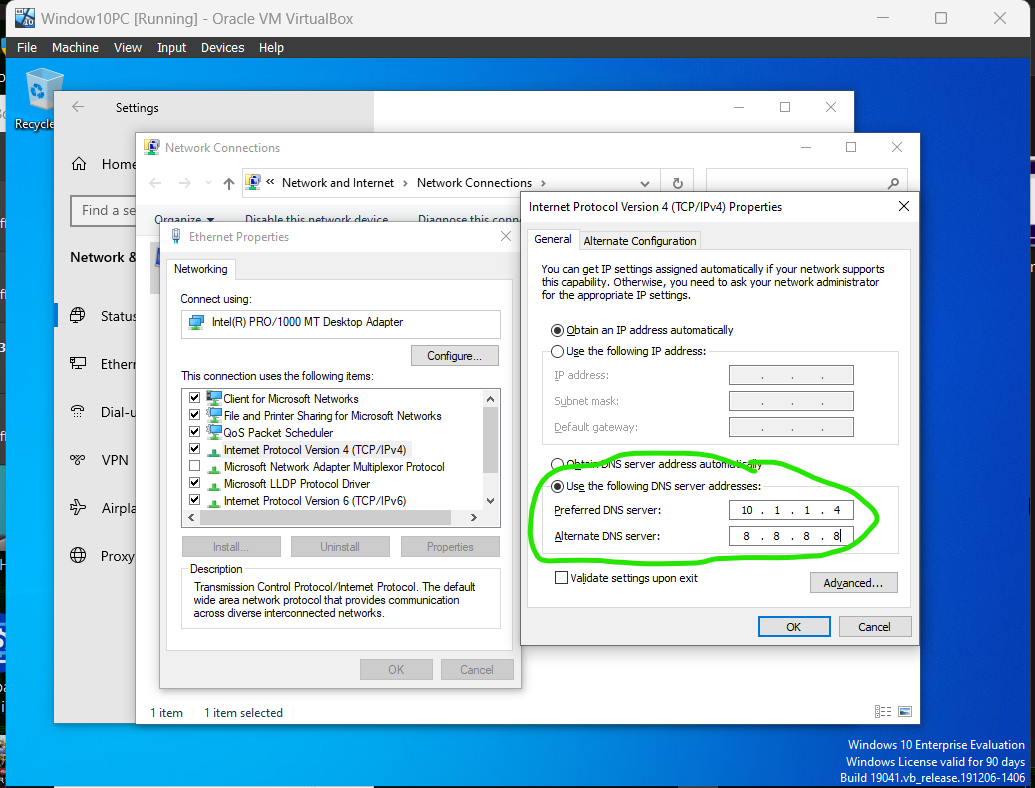 Window10PC [Running] - Oracle VM VirtualBox
File Machine View Input Devices Help
Recycle
Settings
Home
Find a se
Network &
Status
Ethern
Dial-u
VPN
Airpla
Proxy
Network Connections
« Network and Internet › Network Connections ›
Organize Disable this network device Diagnose this conn
1 item 1 item selected
Ethernet Properties
Networking
Connect using:
Intel(R) PRO/1000 MT Desktop Adapter
Configure...
This connection uses the following items:
Client for Microsoft Networks
File and Printer Sharing for Microsoft Networks
QoS Packet Scheduler
Internet Protocol Version 4 (TCP/IPv4)
Microsoft Network Adapter Multiplexor Protocol
Microsoft LLDP Protocol Driver
Internet Protocol Version 6 (TCP/IPv6)
Install... Uninstall Properties
Description
Transmission Control Protocol/Internet Protocol. The default
wide area network protocol that provides communication
across diverse interconnected networks.
OK Cancel
Internet Protocol Version 4 (TCP/IPv4) Properties
General Alternate Configuration
You can get IP settings assigned automatically if your network supports
this capability. Otherwise, you need to ask your network administrator
for the appropriate IP settings.
Obtain an IP address automatically
Use the following IP address:
IP address: . . .
Subnet mask: . . .
Default gateway: . . .
Obtain DNS server address automatically
Use the following DNS server addresses:
Preferred DNS server: 10 . 1 . 1 . 4
Alternate DNS server: 8 . 8 . 8 . 8
Validate settings upon exit
Advanced...
OK Cancel
Windows 10 Enterprise Evaluation
Windows License valid for 90 days
Build 19041.vb_release.191206-1406